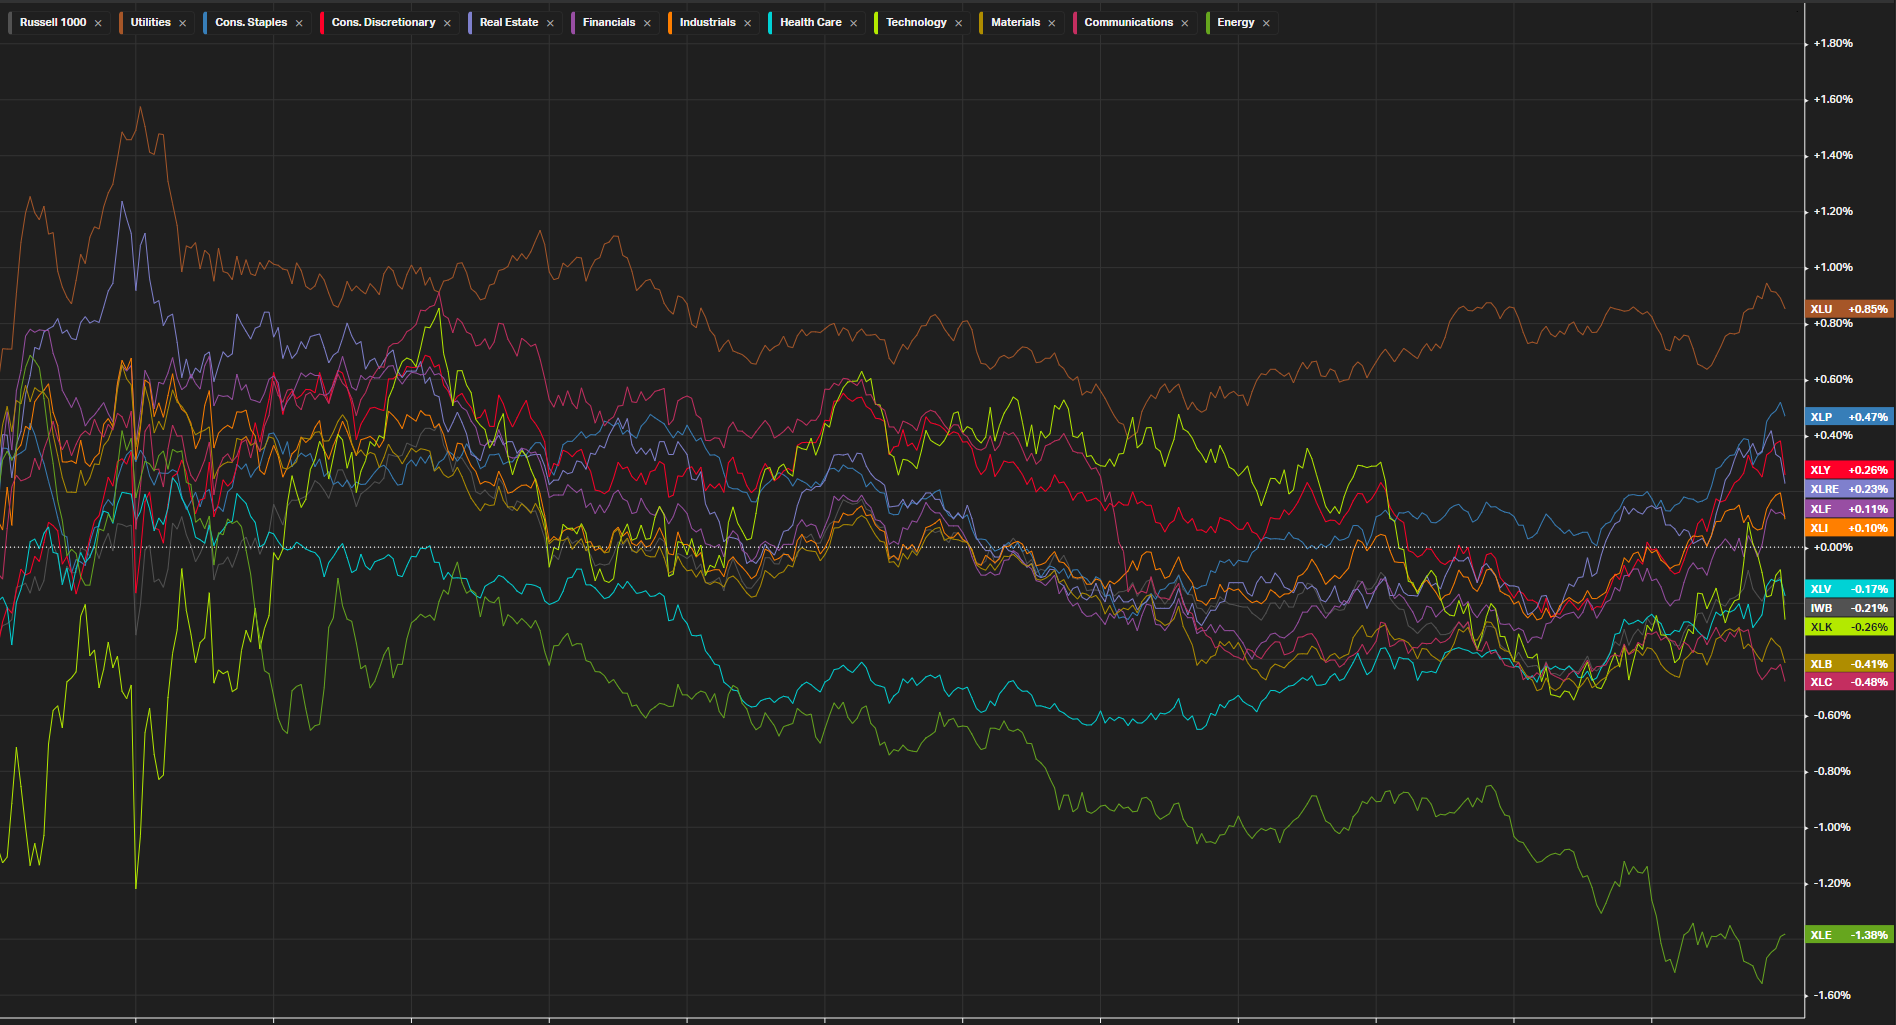 Russell 1000 × Utilities × Cons. Staples × Cons. Discretionary × Real Estate × Financials × Industrials × Health Care × Technology × Materials × Communications × Energy ×
+1.80%
+1.60%
+1.40%
+1.20%
+1.00%
XLU +0.85%
+0.80%
+0.60%
XLP +0.47%
+0.40%
XLY +0.26%
XLRE +0.23%
XLF +0.11%
XLI +0.10%
+0.00%
XLV -0.17%
IWB -0.21%
XLK -0.26%
XLB -0.41%
XLC -0.48%
-0.60%
-0.80%
-1.00%
-1.20%
XLE -1.38%
-1.60%